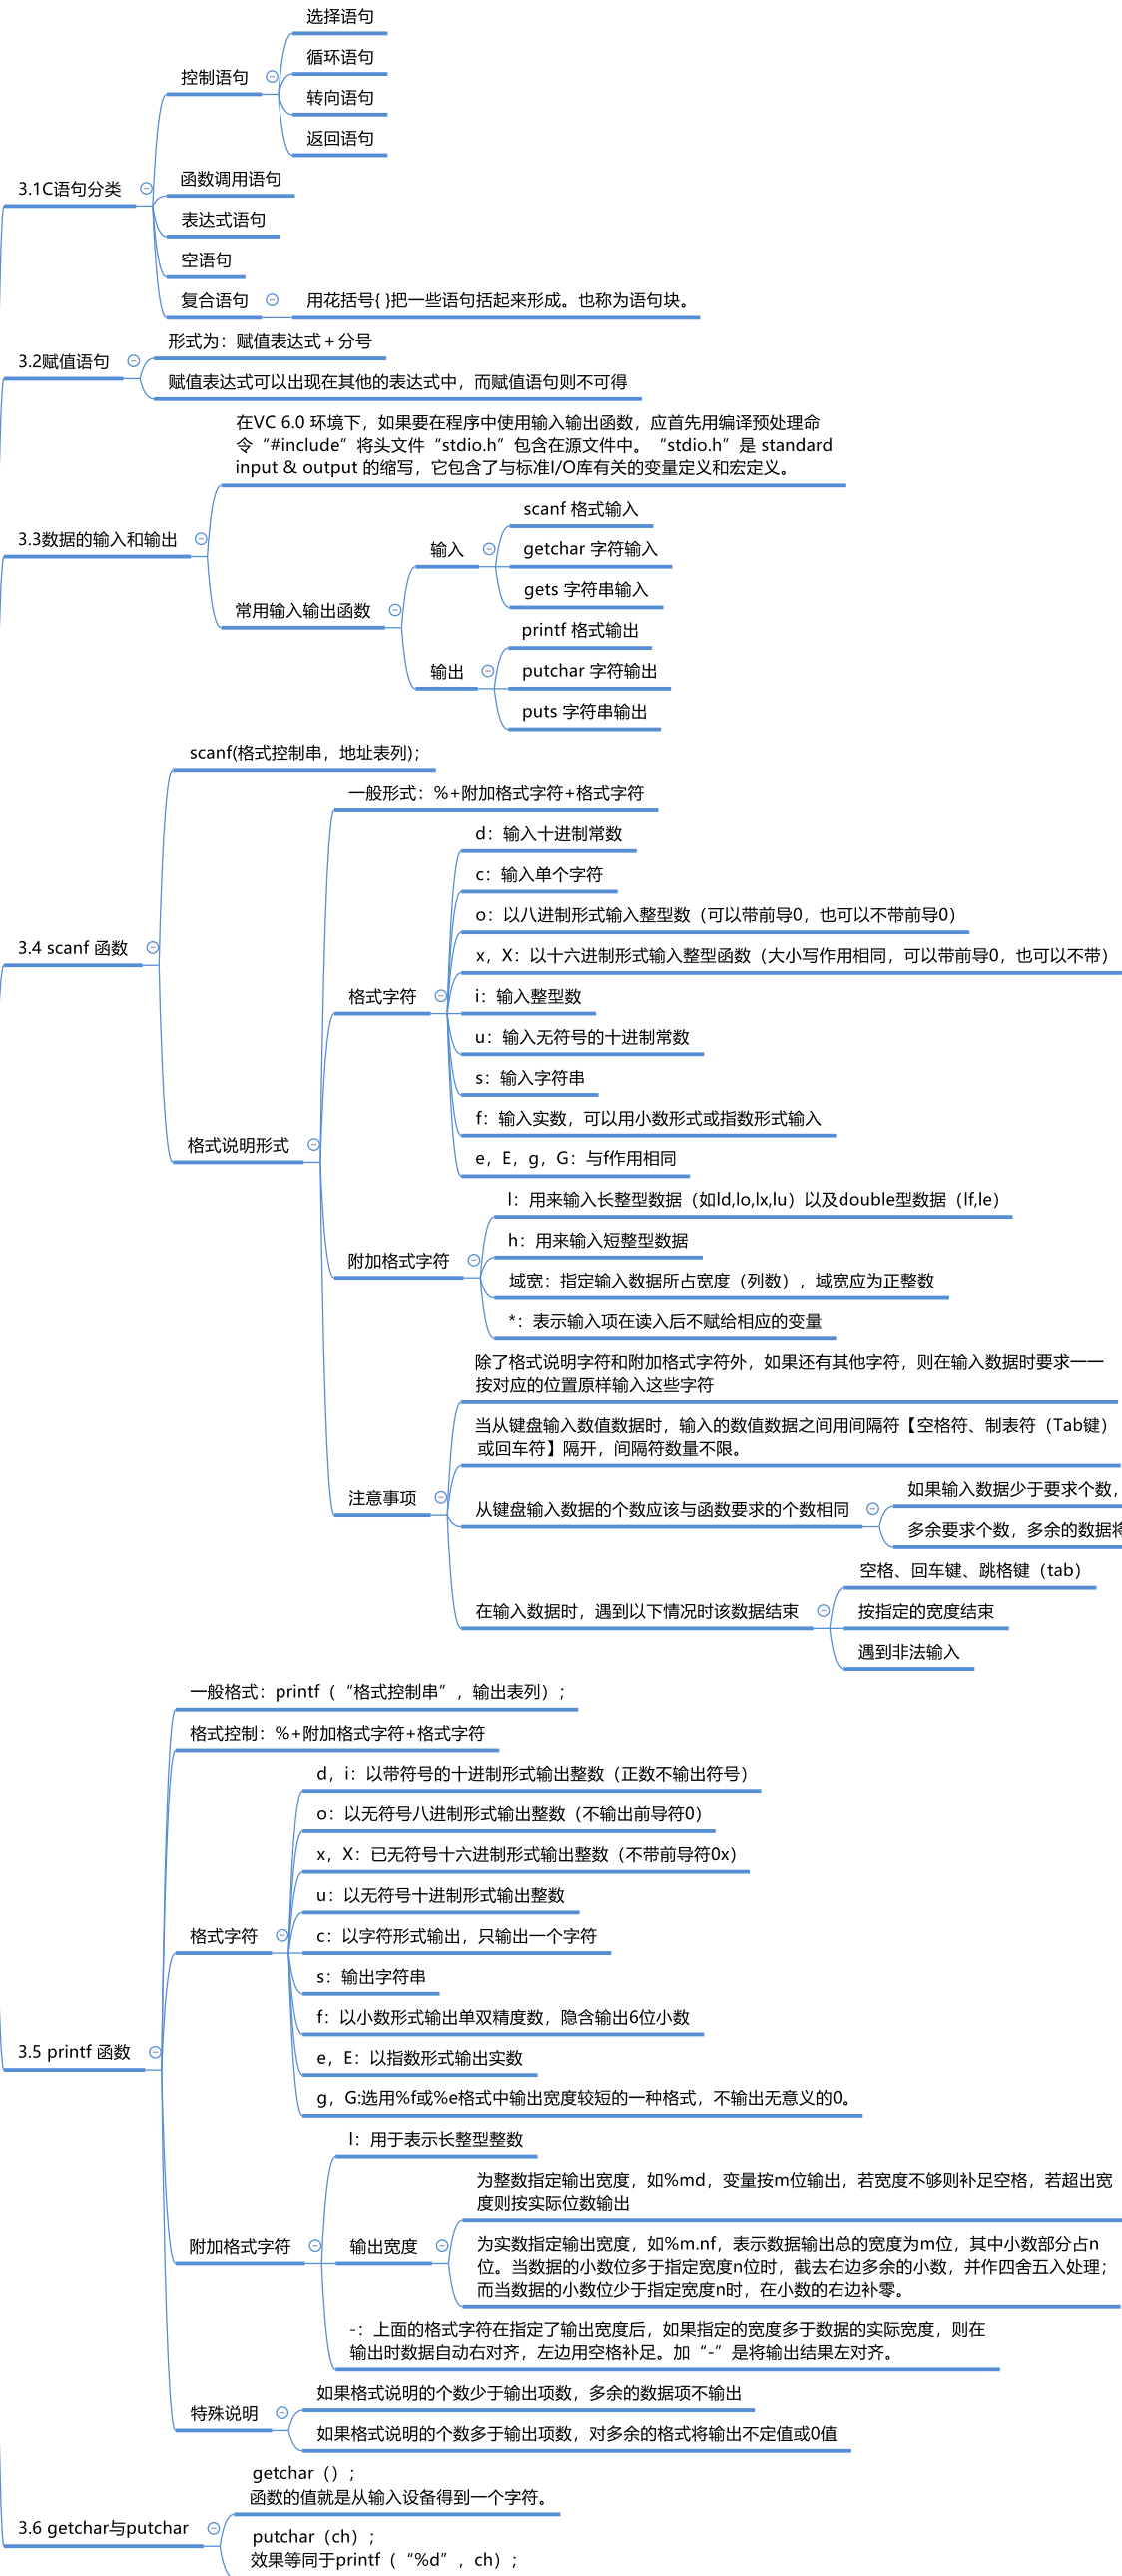 选择语句
循环语句
控制语句
转向语句
返回语句
3.1C语句分类
函数调用语句
表达式语句
空语句
复合语句
用花括号{ }把一些语句括起来形成。也称为语句块。
3.2赋值语句
形式为：赋值表达式＋分号
赋值表达式可以出现在其他的表达式中，而赋值语句则不可得
3.3数据的输入和输出
在VC 6.0 环境下，如果要在程序中使用输入输出函数，应首先用编译预处理命
令“#include”将头文件“stdio.h”包含在源文件中。“stdio.h”是 standard
input & output 的缩写，它包含了与标准I/O库有关的变量定义和宏定义。
常用输入输出函数
输入
scanf 格式输入
getchar 字符输入
gets 字符串输入
输出
printf 格式输出
putchar 字符输出
puts 字符串输出
3.4 scanf 函数
scanf(格式控制串，地址表列)；
格式说明形式
一般形式：%+附加格式字符+格式字符
格式字符
d：输入十进制常数
c：输入单个字符
o：以八进制形式输入整型数（可以带前导0，也可以不带前导0）
x，X：以十六进制形式输入整型函数（大小写作用相同，可以带前导0，也可以不带）
i：输入整型数
u：输入无符号的十进制常数
s：输入字符串
f：输入实数，可以用小数形式或指数形式输入
e，E，g，G：与f作用相同
附加格式字符
l：用来输入长整型数据（如ld,lo,lx,lu）以及double型数据（lf,le）
h：用来输入短整型数据
域宽：指定输入数据所占宽度（列数），域宽应为正整数
*：表示输入项在读入后不赋给相应的变量
注意事项
除了格式说明字符和附加格式字符外，如果还有其他字符，则在输入数据时要求一一
按对应的位置原样输入这些字符
当从键盘输入数值数据时，输入的数值数据之间用间隔符【空格符、制表符（Tab键）
或回车符】隔开，间隔符数量不限。
从键盘输入数据的个数应该与函数要求的个数相同
如果输入数据少于要求个数，
多余要求个数，多余的数据将
在输入数据时，遇到以下情况时该数据结束
空格、回车键、跳格键（tab）
按指定的宽度结束
遇到非法输入
3.5 printf 函数
一般格式：printf（“格式控制串”，输出表列）；
格式控制：%+附加格式字符+格式字符
格式字符
d，i：以带符号的十进制形式输出整数（正数不输出符号）
o：以无符号八进制形式输出整数（不输出前导符0）
x，X：已无符号十六进制形式输出整数（不带前导符0x）
u：以无符号十进制形式输出整数
c：以字符形式输出，只输出一个字符
s：输出字符串
f：以小数形式输出单双精度数，隐含输出6位小数
e，E：以指数形式输出实数
g，G:选用%f或%e格式中输出宽度较短的一种格式，不输出无意义的0。
附加格式字符
l：用于表示长整型整数
输出宽度
为整数指定输出宽度，如%md，变量按m位输出，若宽度不够则补足空格，若超出宽
度则按实际位数输出
为实数指定输出宽度，如%m.nf，表示数据输出总的宽度为m位，其中小数部分占n
位。当数据的小数位多于指定宽度n位时，截去右边多余的小数，并作四舍五入处理；
而当数据的小数位少于指定宽度n时，在小数的右边补零。
-：上面的格式字符在指定了输出宽度后，如果指定的宽度多于数据的实际宽度，则在
输出时数据自动右对齐，左边用空格补足。加“-”是将输出结果左对齐。
特殊说明
如果格式说明的个数少于输出项数，多余的数据项不输出
如果格式说明的个数多于输出项数，对多余的格式将输出不定值或0值
3.6 getchar与putchar
getchar（）；
函数的值就是从输入设备得到一个字符。
putchar（ch）；
效果等同于printf（“%d”，ch）；